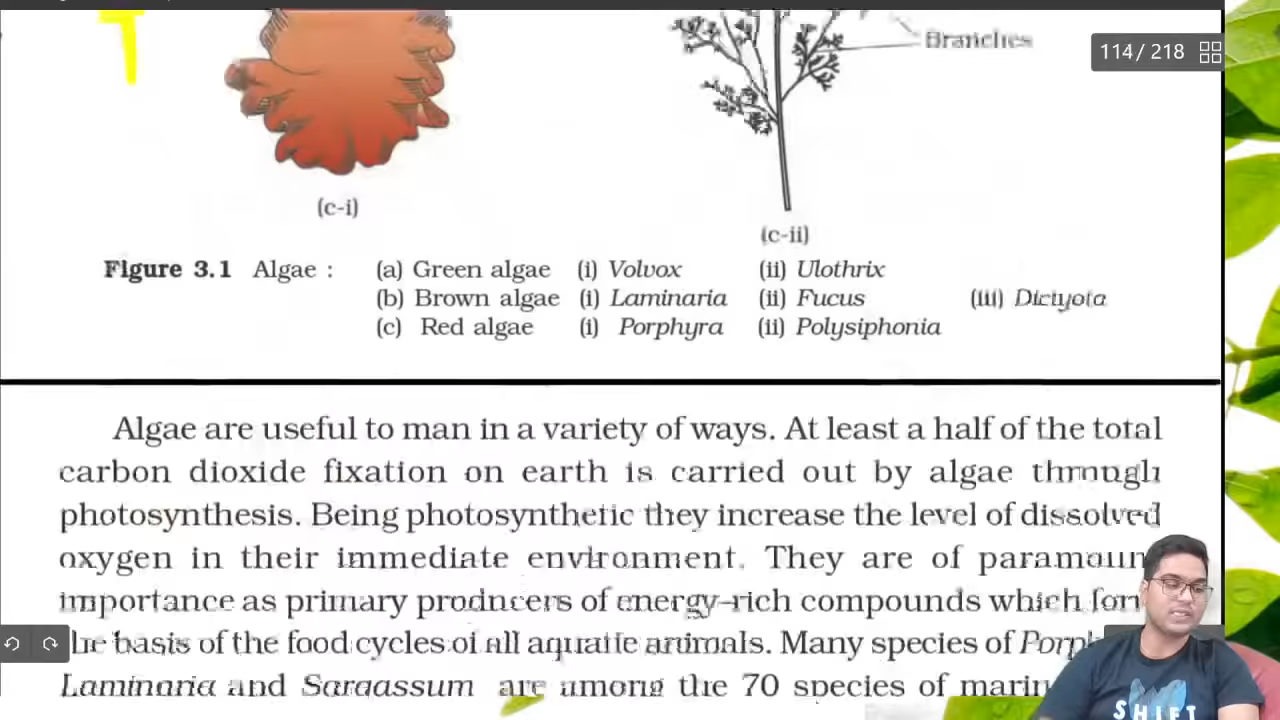 Branches
114 / 218
(c-i)
(c-ii)
Figure 3.1 Algae : (a) Green algae (i) Volvox (ii) Ulothrix
(b) Brown algae (i) Laminaria (ii) Fucus (iii) Dictyota
(c) Red algae (i) Porphyra (ii) Polysiphonia
Algae are useful to man in a variety of ways. At least a half of the total
carbon dioxide fixation on earth is carried out by algae through
photosynthesis. Being photosynthetic they increase the level of dissolved
oxygen in their immediate environment. They are of paramoun
importance as primary producers of energy-rich compounds which for
the basis of the food cycles of all aquatic animals. Many species of Porp
Laminaria and Sargassum are among the 70 species of marin
SHIFT